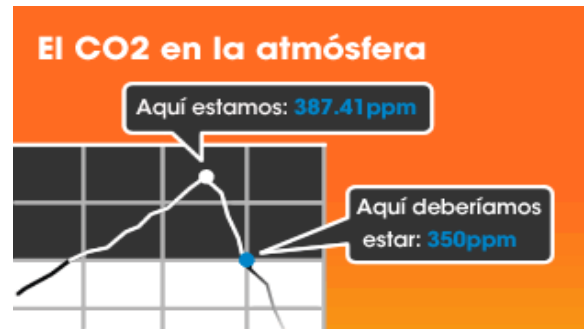 El CO2 en la atmósfera
Aquí estamos: 387.41ppm
Aquí deberíamos
estar: 350ppm